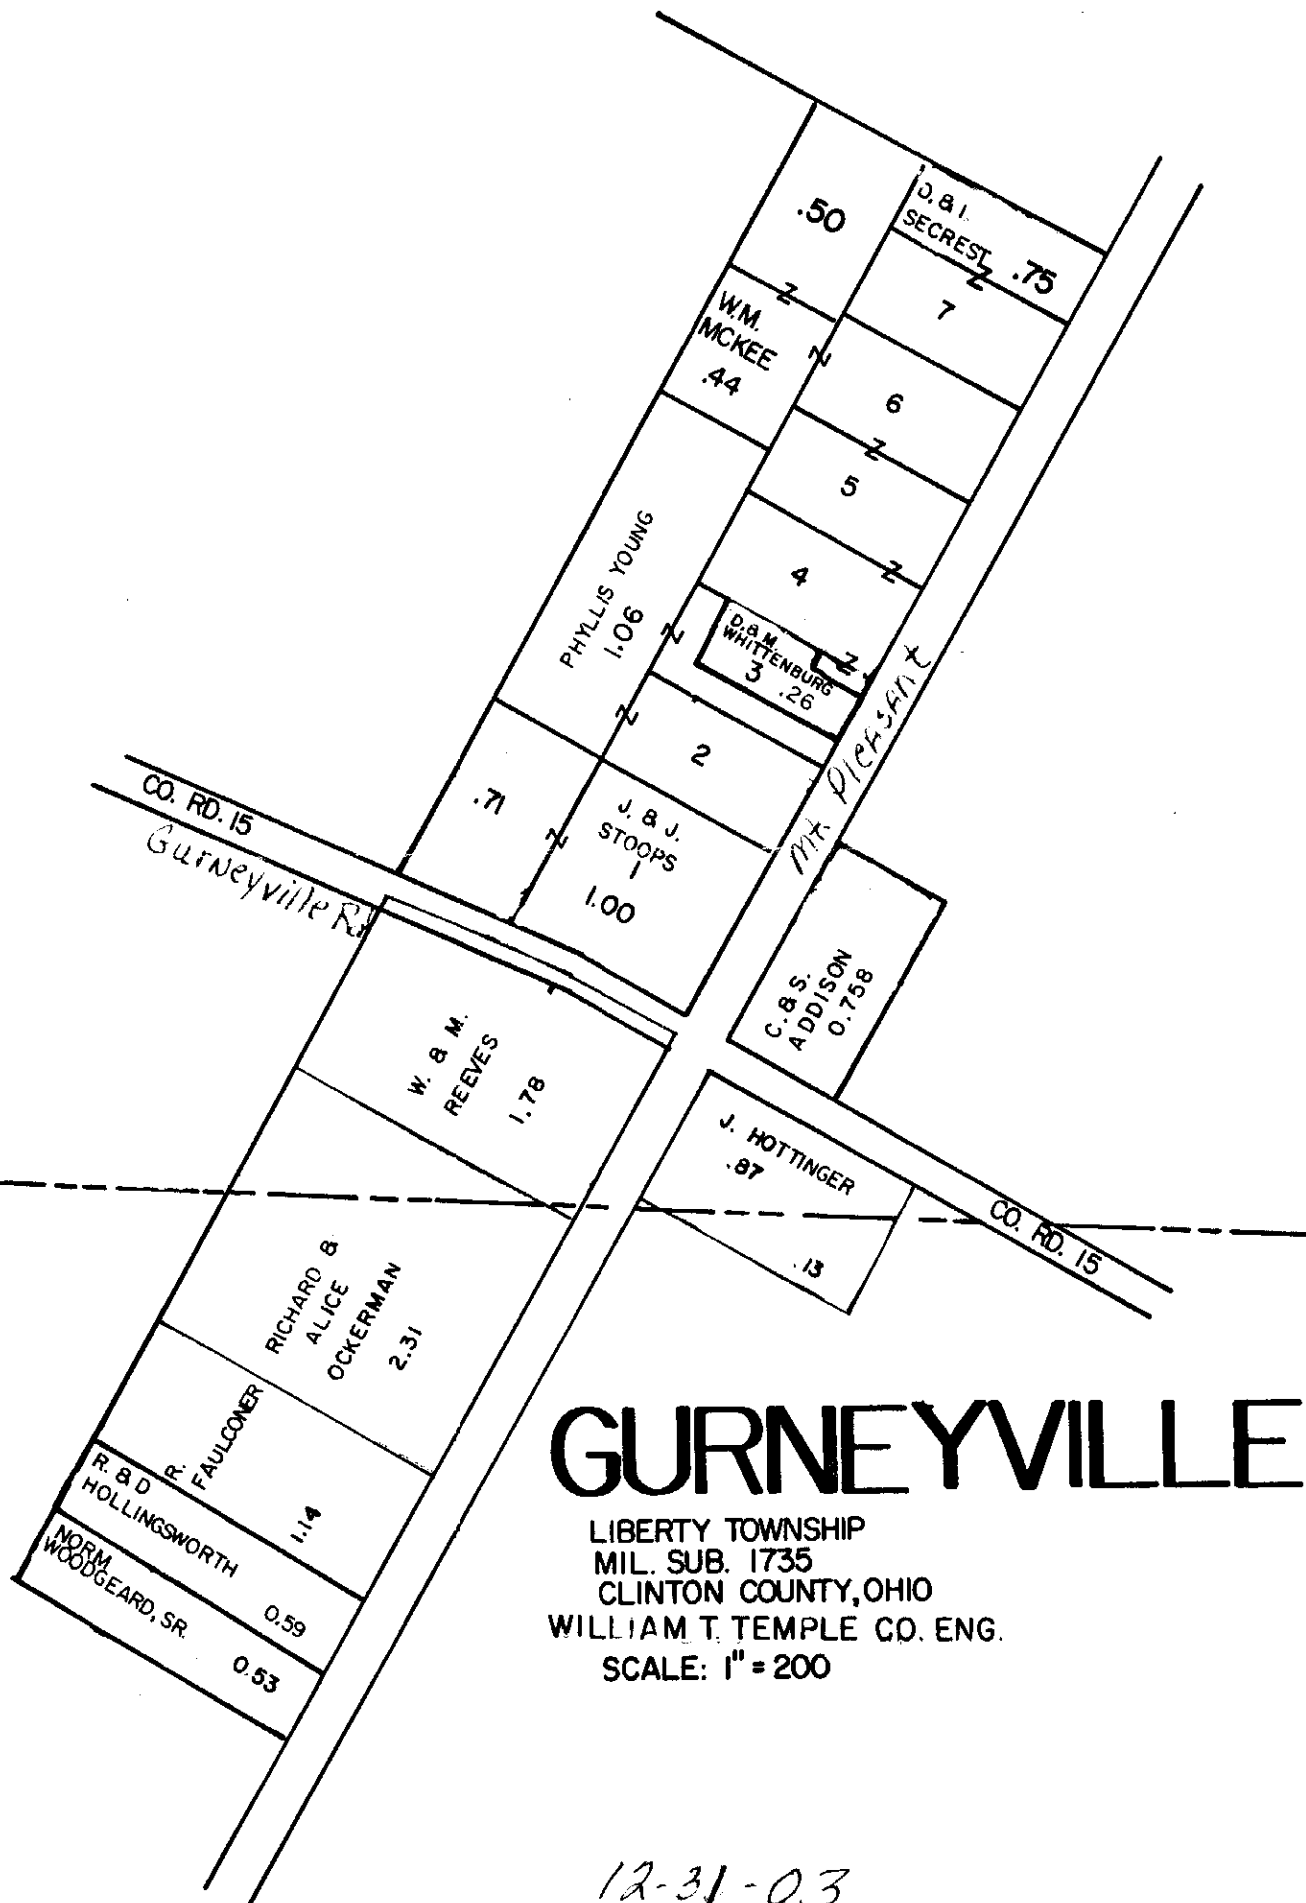 .50
D. & I.
SECREST .75
7
W.M.
MCKEE
.44
6
5
4
PHYLLIS YOUNG
1.06
D. & M.
WHITTENBURG
3 .26
2
Mt. Pleasant
CO. RD. 15
Gurneyville Rd
.71
J. & J.
STOOPS
1
1.00
C. & S.
ADDISON
0.758
W. & M.
REEVES
1.78
J. HOTTINGER
.87
.13
CO. RD. 15
RICHARD &
ALICE
OCKERMAN
2.31
R.
FAULCONER
1.14
R. & D
HOLLINGSWORTH
0.59
NORM
WOODGEARD, SR.
0.53
GURNEYVILLE
LIBERTY TOWNSHIP
MIL. SUB. 1735
CLINTON COUNTY, OHIO
WILLIAM T. TEMPLE CO. ENG.
SCALE: 1" = 200
12-31-03